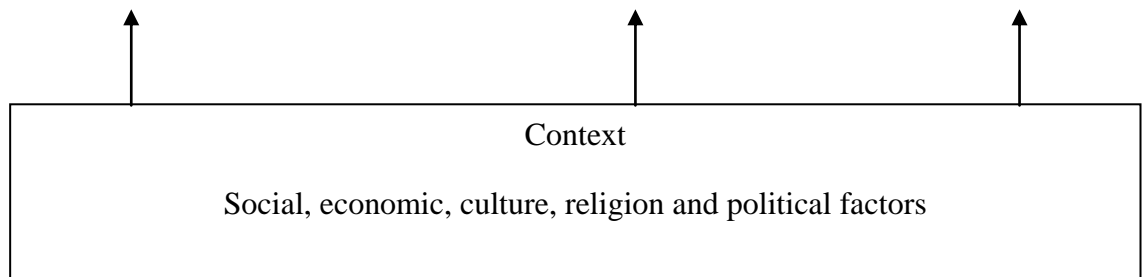 Context
Social, economic, culture, religion and political factors